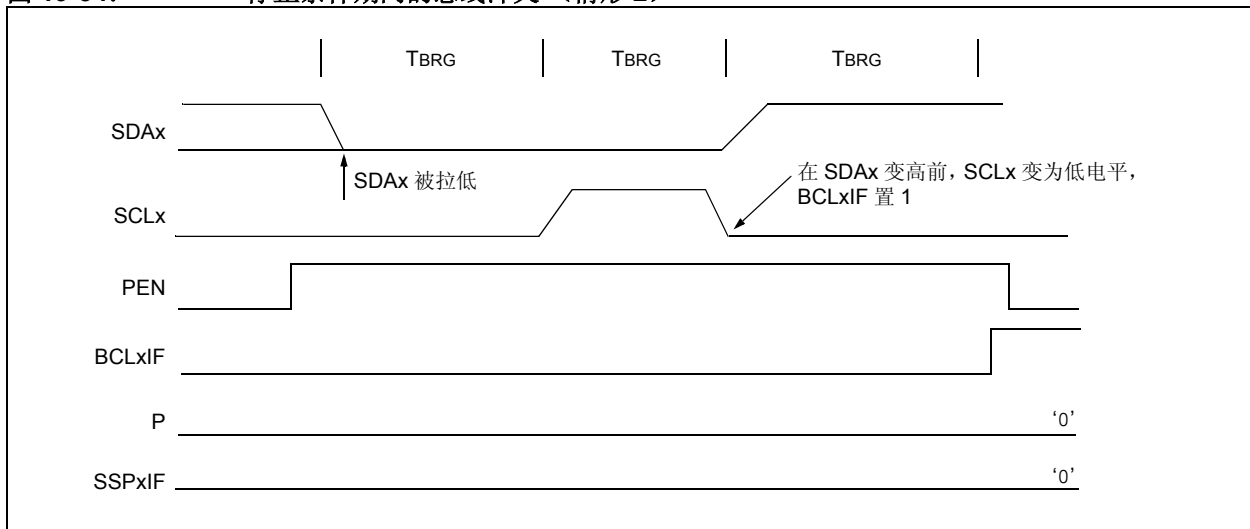 TBRG TBRG TBRG
SDAx
SDAx 被拉低
在 SDAx 变高前，SCLx 变为低电平，
BCLxIF 置 1
SCLx
PEN
BCLxIF
P
‘0’
SSPxIF
‘0’